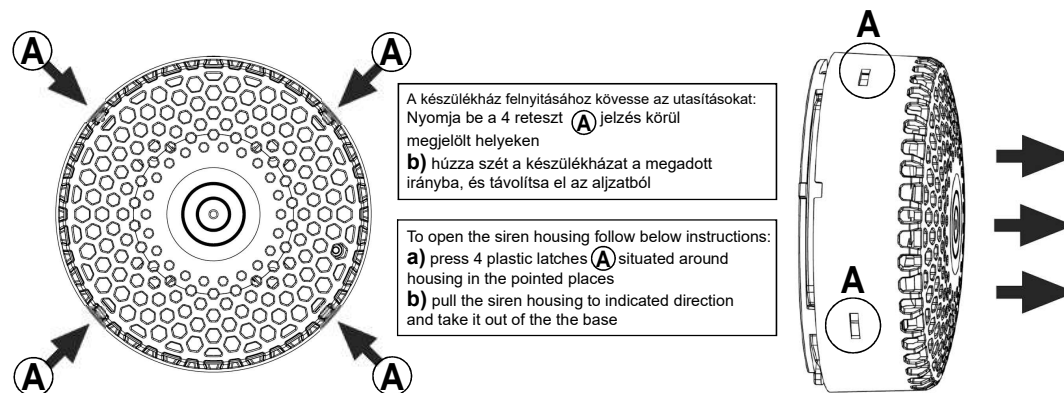 A
A
A
A készülékház felnyitásához kövesse az utasításokat:
Nyomja be a 4 reteszt A jelzés körül
megjelölt helyeken
b) húzza szét a készülékházat a megadott
irányba, és távolítsa el az aljzatból
To open the siren housing follow below instructions:
a) press 4 plastic latches A situated around
housing in the pointed places
b) pull the siren housing to indicated direction
and take it out of the the base
A
A
A